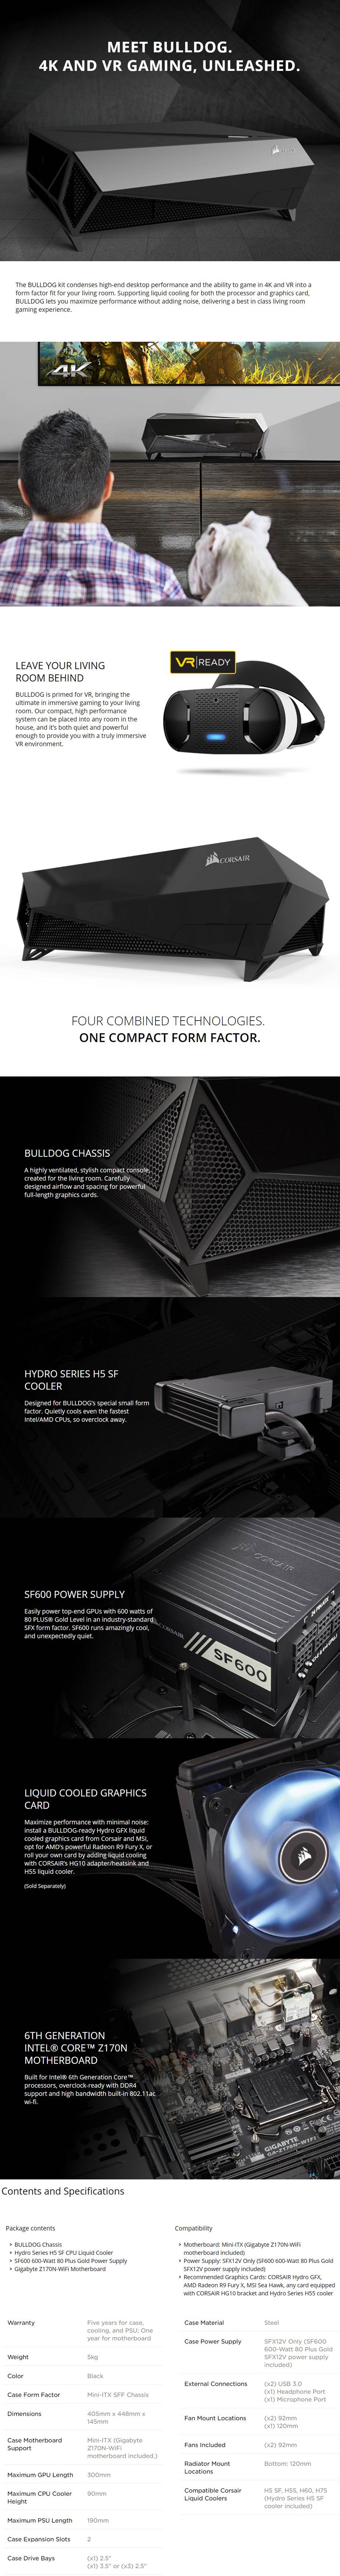 MEET BULLDOG.
4K AND VR GAMING, UNLEASHED.
CORSAIR
The BULLDOG kit condenses high-end desktop performance and the ability to game in 4K and VR into a
form factor fit for your living room. Supporting liquid cooling for both the processor and graphics card,
BULLDOG lets you maximize performance without adding noise, delivering a best in class living room
gaming experience.
4K
VR READY
LEAVE YOUR LIVING
ROOM BEHIND
BULLDOG is primed for VR, bringing the
ultimate in immersive gaming to your living
room. Our compact, high performance
system can be placed into any room in the
house, and it's both quiet and powerful
enough to provide you with a truly immersive
VR environment.
CORSAIR
FOUR COMBINED TECHNOLOGIES.
ONE COMPACT FORM FACTOR.
BULLDOG CHASSIS
A highly ventilated, stylish compact console,
created for the living room. Carefully
designed airflow and spacing for powerful
full-length graphics cards.
HYDRO SERIES H5 SF
COOLER
Designed for BULLDOG's special small form
factor. Quietly cools even the fastest
Intel/AMD CPUs, so overclock away.
SF600 POWER SUPPLY
Easily power top-end GPUs with 600 watts of
80 PLUS® Gold Level in an industry-standard
SFX form factor. SF600 runs amazingly cool,
and unexpectedly quiet.
CORSAIR
CORSAIR
SF600
LIQUID COOLED GRAPHICS
CARD
Maximize performance with minimal noise:
install a BULLDOG-ready Hydro GFX liquid
cooled graphics card from Corsair and MSI,
opt for AMD's powerful Radeon R9 Fury X, or
roll your own card by adding liquid cooling
with CORSAIR's HG10 adapter/heatsink and
H55 liquid cooler.
(Sold Separately)
6TH GENERATION
INTEL® CORE™ Z170N
MOTHERBOARD
Built for Intel® 6th Generation Core™
processors, overclock-ready with DDR4
support and high bandwidth built-in 802.11ac
wi-fi.
GIGABYTE
GA-Z170N-WIFI
Contents and Specifications
Package contents
BULLDOG Chassis
Hydro Series H5 SF CPU Liquid Cooler
SF600 600-Watt 80 Plus Gold Power Supply
Gigabyte Z170N-WiFi Motherboard
Compatibility
Motherboard: Mini-ITX (Gigabyte Z170N-WiFi
motherboard included)
Power Supply: SFX12V Only (SF600 600-Watt 80 Plus Gold
SFX12V power supply included)
Recommended Graphics Cards: CORSAIR Hydro GFX,
AMD Radeon R9 Fury X, MSI Sea Hawk, any card equipped
with CORSAIR HG10 bracket and Hydro Series H55 cooler
Warranty
Five years for case,
cooling, and PSU; One
year for motherboard
Weight
5kg
Color
Black
Case Form Factor
Mini-ITX SFF Chassis
Dimensions
405mm x 448mm x
145mm
Case Motherboard
Support
Mini-ITX (Gigabyte
Z170N-WiFi
motherboard included,)
Maximum GPU Length
300mm
Maximum CPU Cooler
Height
90mm
Maximum PSU Length
190mm
Case Expansion Slots
2
Case Drive Bays
(x1) 2.5"
(x1) 3.5" or (x3) 2.5"
Case Material
Steel
Case Power Supply
SFX12V Only (SF600
600-Watt 80 Plus Gold
SFX12V power supply
included)
External Connections
(x2) USB 3.0
(x1) Headphone Port
(x1) Microphone Port
Fan Mount Locations
(x2) 92mm
(x1) 120mm
Fans Included
(x2) 92mm
Radiator Mount
Locations
Bottom: 120mm
Compatible Corsair
Liquid Coolers
H5 SF, H55, H60, H75
(Hydro Series H5 SF
cooler included)